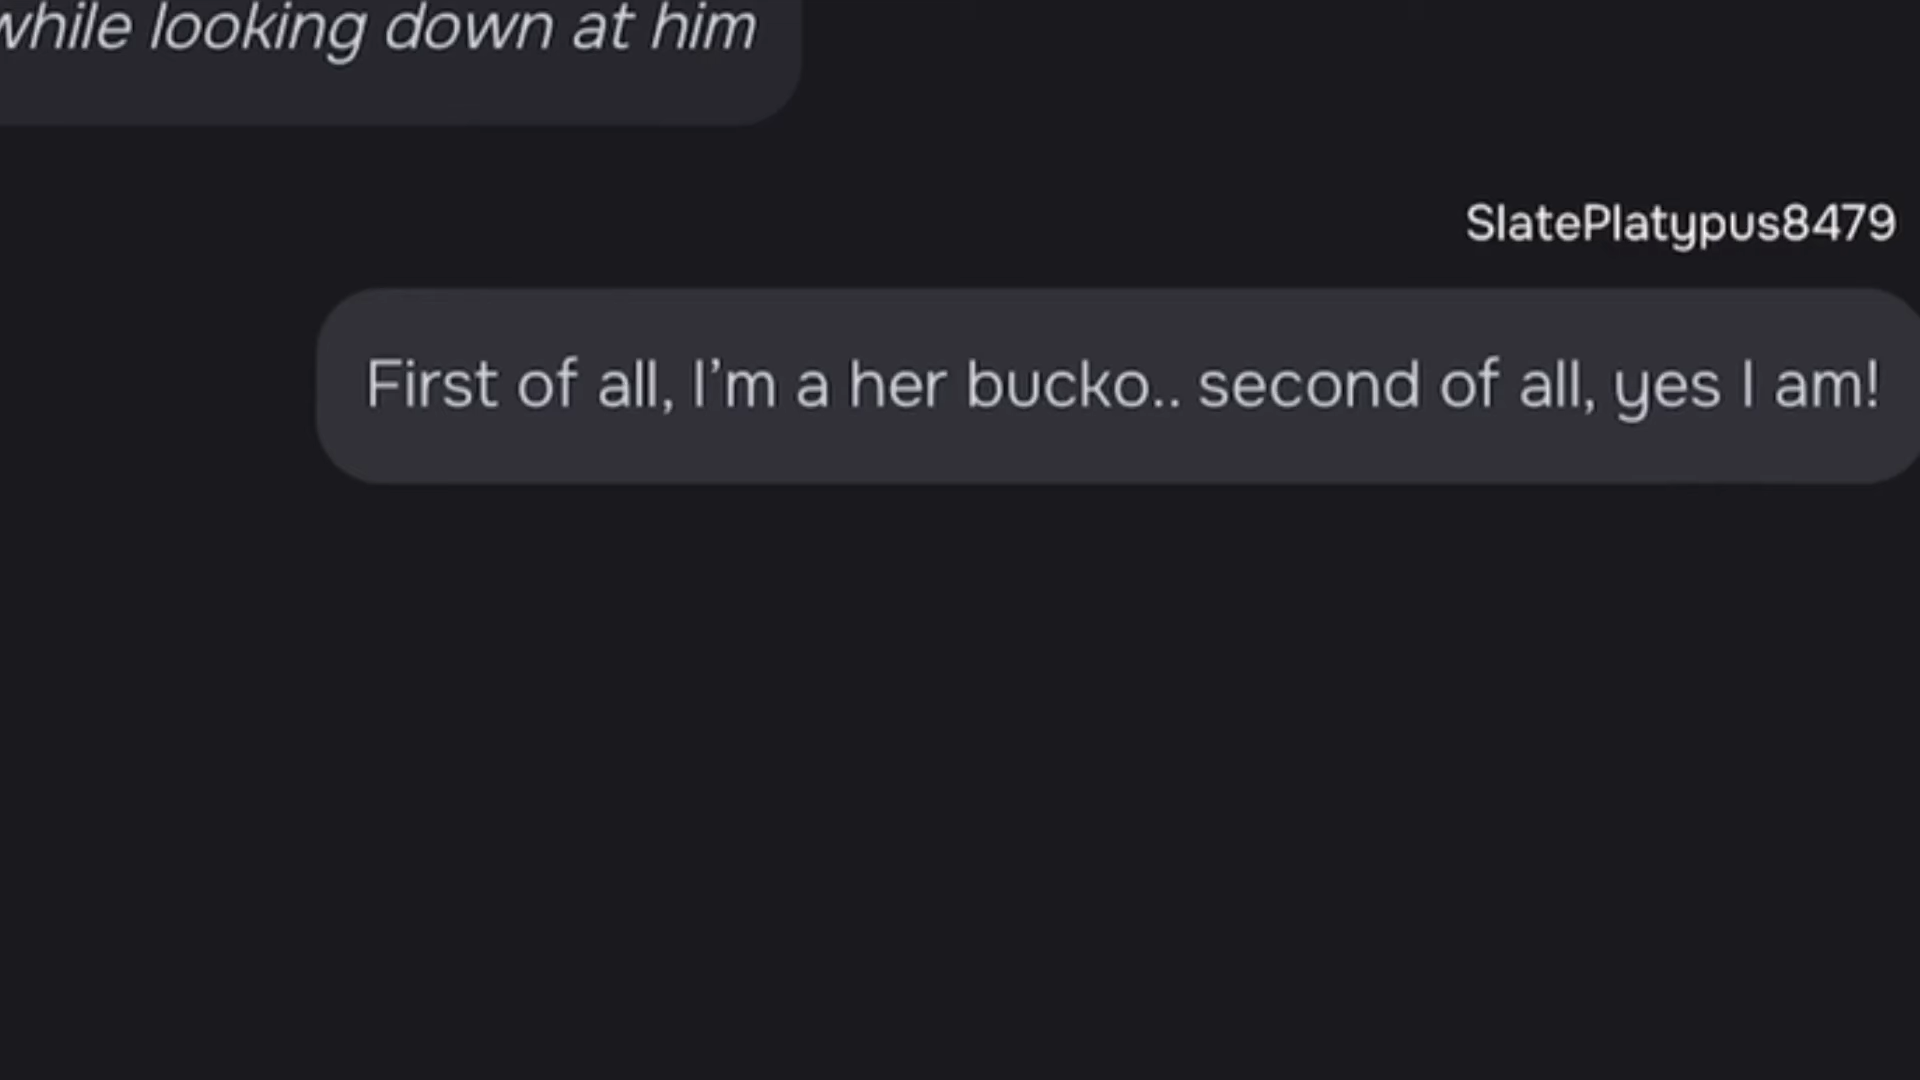 while looking down at him
SlatePlatypus8479
First of all, I’m a her bucko.. second of all, yes I am!